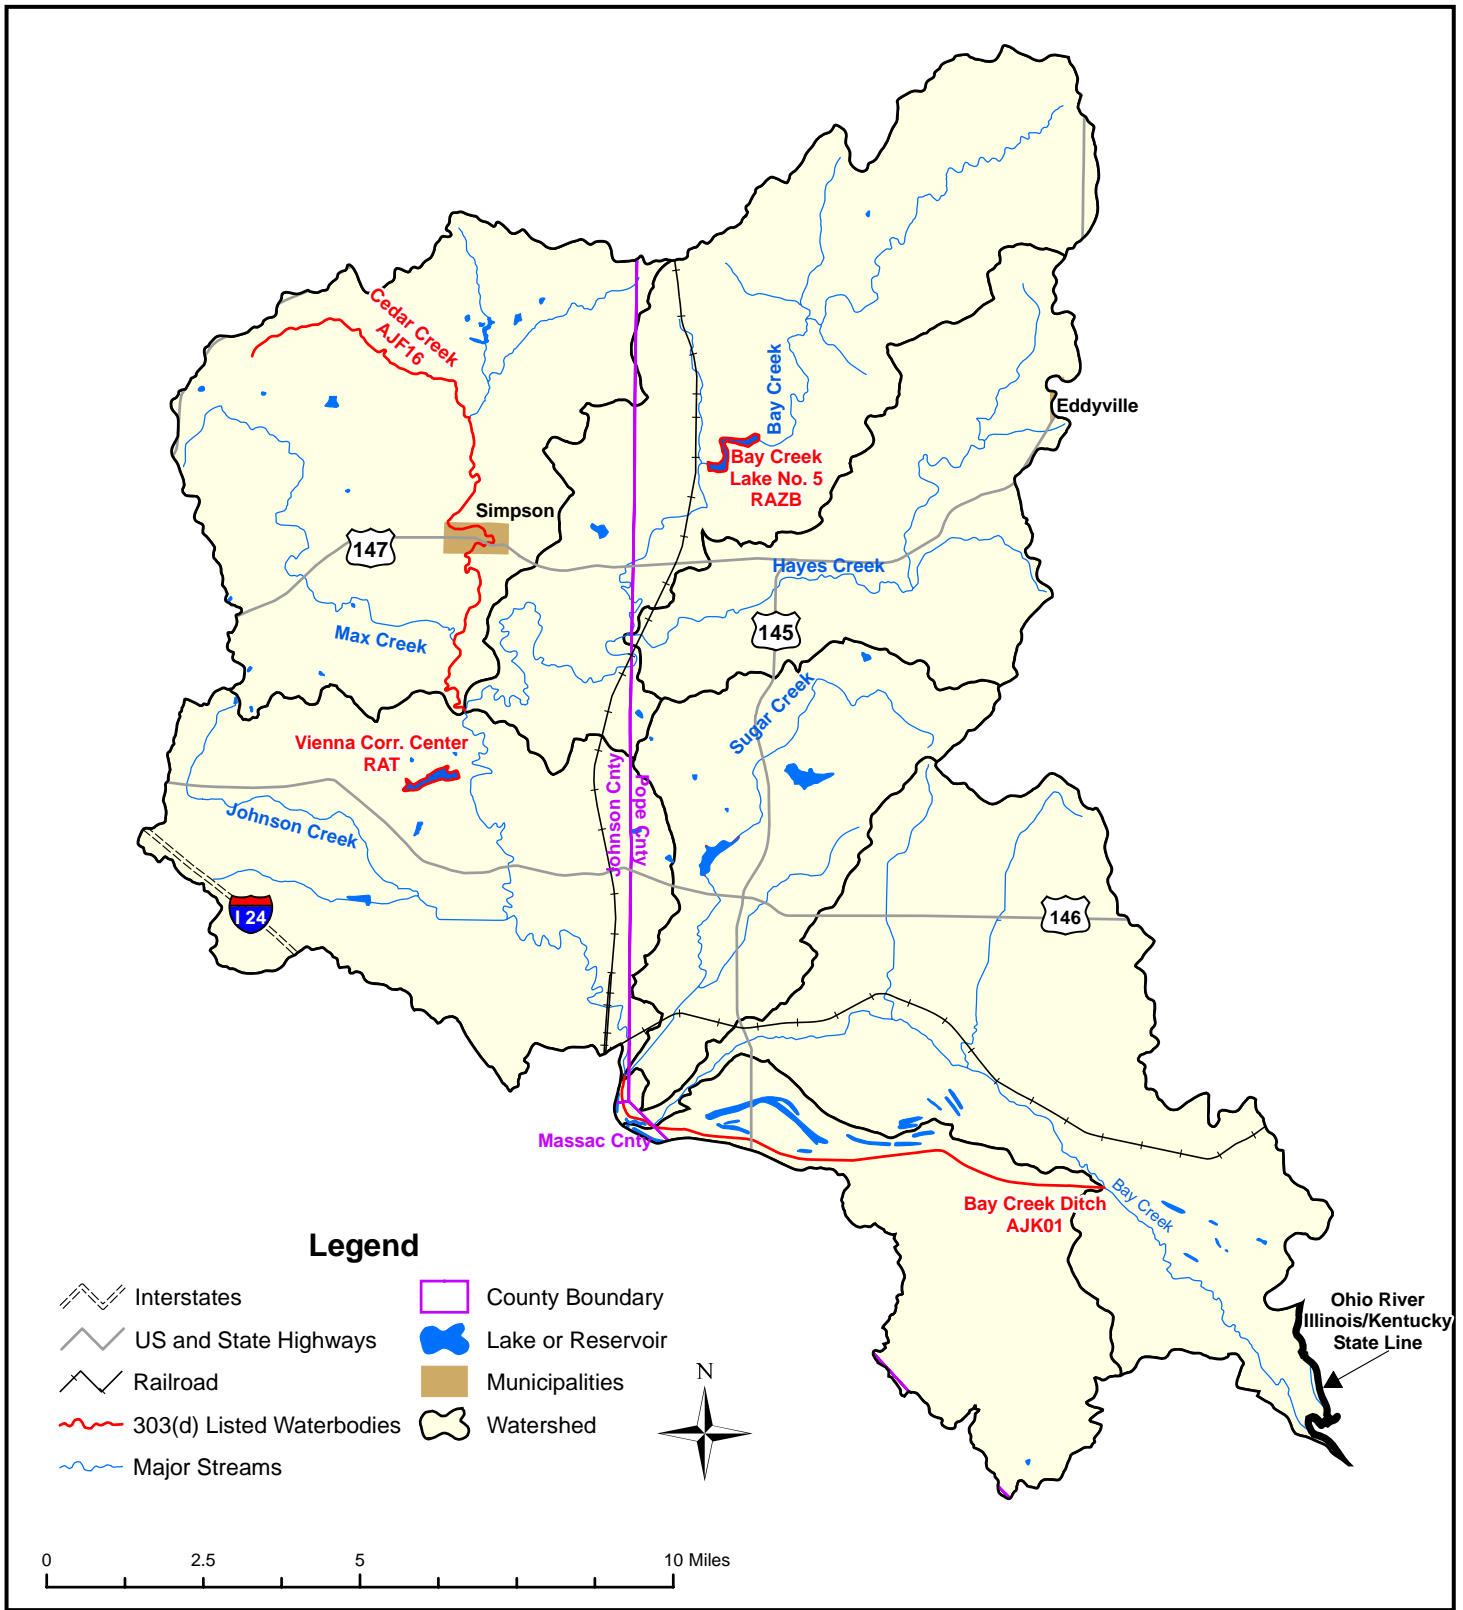 Cedar Creek
AJF16
Bay Creek
Eddyville
Bay Creek
Lake No. 5
RAZB
Simpson
147
Hayes Creek
145
Max Creek
Sugar Creek
Vienna Corr. Center
RAT
Johnson Cnty
Pope Cnty
Johnson Creek
I 24
146
Massac Cnty
Bay Creek Ditch
AJK01
Bay Creek
Ohio River
Illinois/Kentucky
State Line
Legend
Interstates
US and State Highways
Railroad
303(d) Listed Waterbodies
Major Streams
County Boundary
Lake or Reservoir
Municipalities
Watershed
N
0 2.5 5 10 Miles